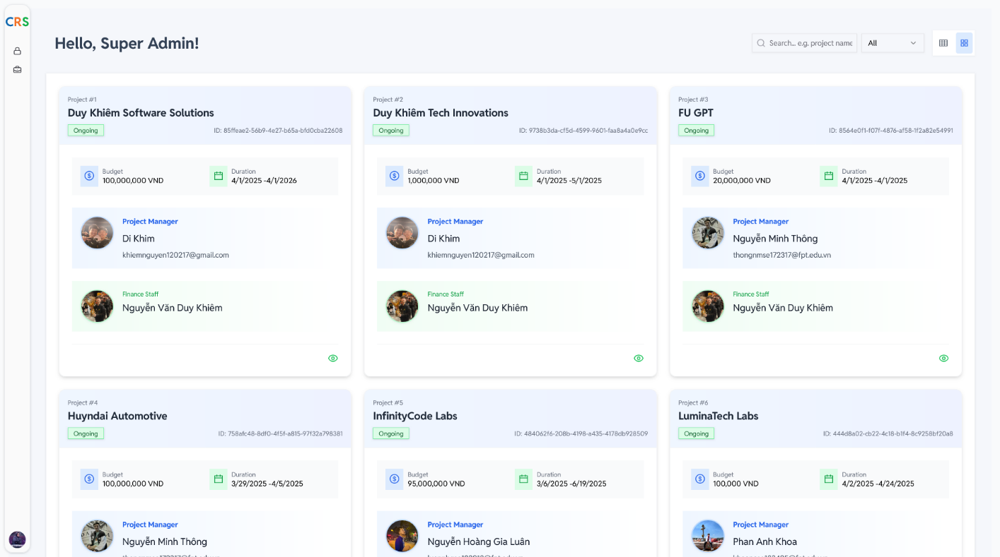 CRS
Hello, Super Admin!
Search... e.g. project name
All
Project #1
Duy Khiêm Software Solutions
Ongoing
ID: 85ffeae2-56b9-4e27-b65a-bfd0cba22608
Budget
100,000,000 VND
Duration
4/1/2025 -4/1/2026
Project Manager
Di Khim
khiemnguyen120217@gmail.com
Finance Staff
Nguyễn Văn Duy Khiêm
Project #2
Duy Khiêm Tech Innovations
Ongoing
ID: 9738b3da-cf5d-4599-9601-faa8a4a0e9cc
Budget
1,000,000 VND
Duration
4/1/2025 -5/1/2025
Project Manager
Di Khim
khiemnguyen120217@gmail.com
Finance Staff
Nguyễn Văn Duy Khiêm
Project #3
FU GPT
Ongoing
ID: 8564e0f1-f07f-4876-af58-1f2a82e54991
Budget
20,000,000 VND
Duration
4/1/2025 -4/1/2025
Project Manager
Nguyễn Minh Thông
thongnmse172317@fpt.edu.vn
Finance Staff
Nguyễn Văn Duy Khiêm
Project #4
Huyndai Automotive
Ongoing
ID: 758afc48-8df0-4f5f-a815-97f32a798381
Budget
100,000,000 VND
Duration
3/29/2025 -4/5/2025
Project Manager
Nguyễn Minh Thông
Project #5
InfinityCode Labs
Ongoing
ID: 484062f6-208b-4198-a435-4178db928509
Budget
95,000,000 VND
Duration
3/6/2025 -6/19/2025
Project Manager
Nguyễn Hoàng Gia Luân
Project #6
LuminaTech Labs
Ongoing
ID: 444d8a02-cb22-4c18-b1f4-8c9258bf20a8
Budget
100,000 VND
Duration
4/2/2025 -4/24/2025
Project Manager
Phan Anh Khoa